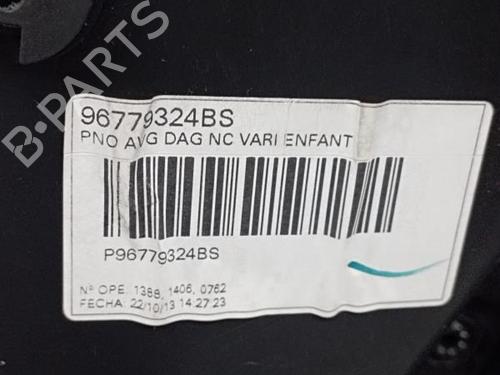 B-PARTS
96779324BS
PNO AVG DAG NC VARI ENFANT
P96779324BS
Nº OPE: 1388, 1406, 0762
FECHA: 22/10/13 14:27:23